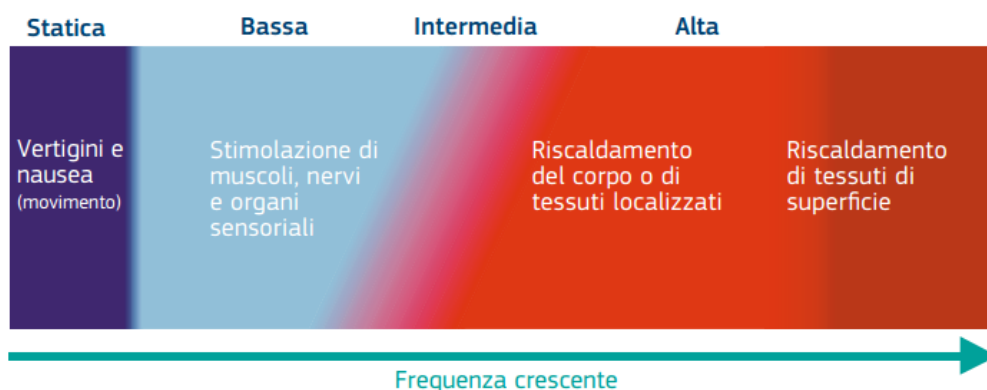 Statica Bassa Intermedia Alta
Vertigini e
nausea
(movimento)
Stimolazione di
muscoli, nervi
e organi
sensoriali
Riscaldamento
del corpo o di
tessuti localizzati
Riscaldamento
di tessuti di
superficie
Frequenza crescente